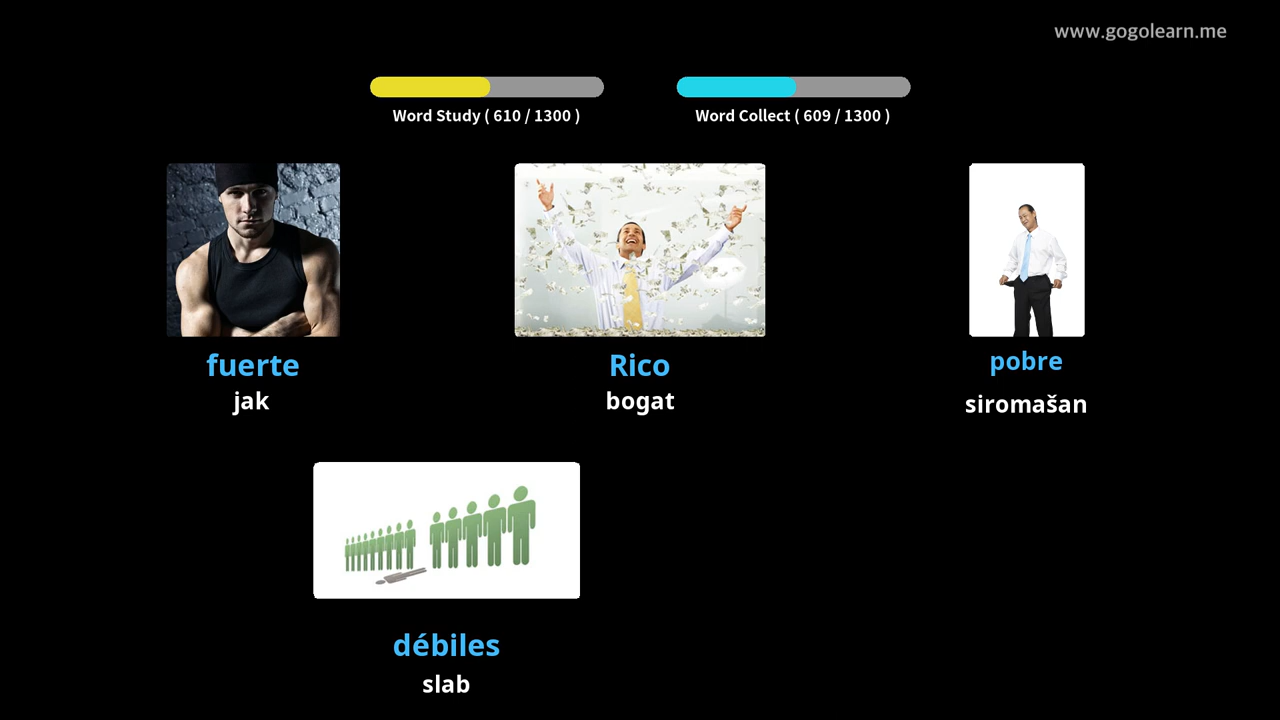 www.gogolearn.me
Word Study ( 610 / 1300 )
Word Collect ( 609 / 1300 )
fuerte
jak
Rico
bogat
pobre
siromašan
débiles
slab